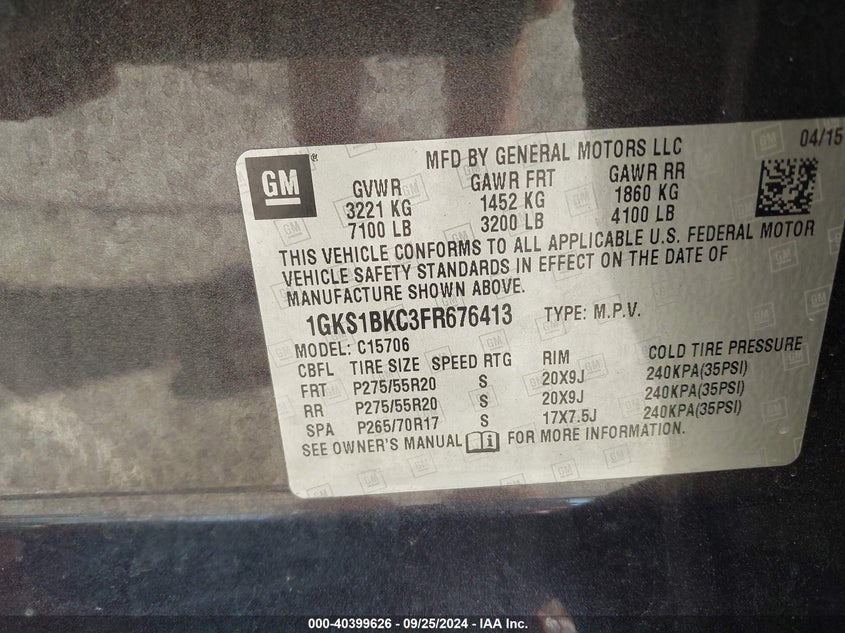 GM®
MFD BY GENERAL MOTORS LLC
04/15
GVWR GAWR FRT GAWR RR
3221 KG 1452 KG 1860 KG
7100 LB 3200 LB 4100 LB
THIS VEHICLE CONFORMS TO ALL APPLICABLE U.S. FEDERAL MOTOR
VEHICLE SAFETY STANDARDS IN EFFECT ON THE DATE OF
MANUFACTURE SHOWN ABOVE.
1GKS1BKC3FR676413 TYPE: M.P.V.
MODEL: C15706
CBFL TIRE SIZE SPEED RTG RIM COLD TIRE PRESSURE
FRT P275/55R20 S 20X9J 240KPA(35PSI)
RR P275/55R20 S 20X9J 240KPA(35PSI)
SPA P265/70R17 S 17X7.5J 240KPA(35PSI)
SEE OWNER'S MANUAL FOR MORE INFORMATION.
000-40399626 - 09/25/2024 - IAA Inc.